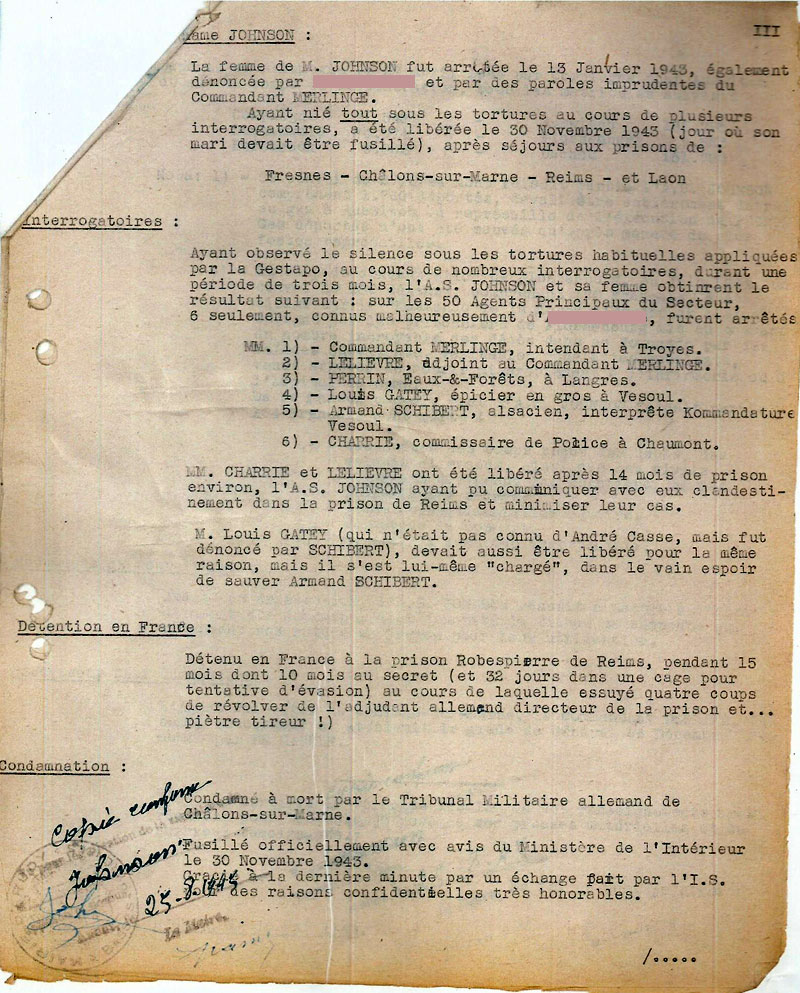 III
ame JOHNSON :
La femme de M. JOHNSON fut arrêtée le 13 Janvier 1943, également
dénoncée par et par des paroles imprudentes du
Commandant MERLINGE.
Ayant nié tout sous les tortures au cours de plusieurs
interrogatoires, a été libérée le 30 Novembre 1943 (jour où son
mari devait être fusillé), après séjours aux prisons de :
Fresnes - Châlons-sur-Marne - Reims - et Laon
Interrogatoires :
Ayant observé le silence sous les tortures habituelles appliquées
par la Gestapo, au cours de nombreux interrogatoires, durant une
période de trois mois, l'A.S. JOHNSON et sa femme obtinrent le
résultat suivant : sur les 50 Agents Principaux du Secteur,
6 seulement, connus malheureusement d'A , furent arrêtés
MM. 1) - Commandant MERLINGE, intendant à Troyes.
2) - LELIEVRE, adjoint au Commandant MERLINGE.
3) - PERRIN, Eaux-&-Forêts, à Langres.
4) - Louis GATEY, épicier en gros à Vesoul.
5) - Armand SCHIBERT, alsacien, interprète Kommandature
Vesoul.
6) - CHARRIE, commissaire de Police à Chaumont.
MM. CHARRIE et LELIEVRE ont été libéré après 14 mois de prison
environ, l'A.S. JOHNSON ayant pu communiquer avec eux clandesti-
nement dans la prison de Reims et minimiser leur cas.
M. Louis GATEY (qui n'était pas connu d'André Casse, mais fut
dénoncé par SCHIBERT), devait aussi être libéré pour la même
raison, mais il s'est lui-même "chargé", dans le vain espoir
de sauver Armand SCHIBERT.
Détention en France :
Détenu en France à la prison Robespierre de Reims, pendant 15
mois dont 10 mois au secret (et 32 jours dans une cage pour
tentative d'évasion) au cours de laquelle essuyé quatre coups
de révolver de l'adjudant allemand directeur de la prison et...
piètre tireur !)
Condamnation :
Condamné à mort par le Tribunal Militaire allemand de
Châlons-sur-Marne.
Fusillé officiellement avec avis du Ministère de l'Intérieur
le 30 Novembre 1943.
Gracié à la dernière minute par un échange fait par l'I.S.
pour des raisons confidentielles très honorables.
Copie conforme
Johnson
25-8-1945
Le Maire,
/.....